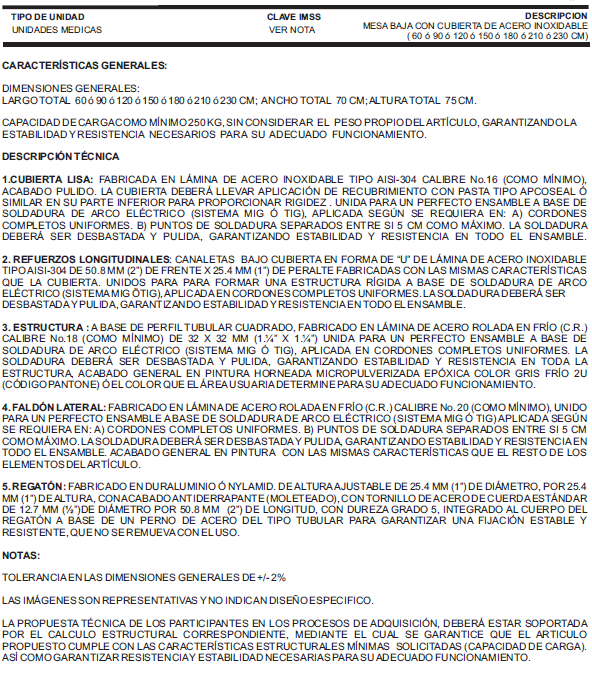 TIPO DE UNIDAD CLAVE IMSS DESCRIPCION
UNIDADES MEDICAS VER NOTA MESA BAJA CON CUBIERTA DE ACERO INOXIDABLE
( 60 ó 90 ó 120 ó 150 ó 180 ó 210 ó 230 CM)
CARACTERÍSTICAS GENERALES:
DIMENSIONES GENERALES:
LARGO TOTAL 60 ó 90 ó 120 ó 150 ó 180 ó 210 ó 230 CM; ANCHO TOTAL 70 CM; ALTURA TOTAL 75 CM.
CAPACIDAD DE CARGA COMO MÍNIMO 250 KG, SIN CONSIDERAR EL PESO PROPIO DEL ARTÍCULO, GARANTIZANDO LA
ESTABILIDAD Y RESISTENCIA NECESARIOS PARA SU ADECUADO FUNCIONAMIENTO.
DESCRIPCIÓN TÉCNICA
1.CUBIERTA LISA: FABRICADA EN LÁMINA DE ACERO INOXIDABLE TIPO AISI-304 CALIBRE No.16 (COMO MÍNIMO),
ACABADO PULIDO. LA CUBIERTA DEBERÁ LLEVAR APLICACIÓN DE RECUBRIMIENTO CON PASTA TIPO APCOSEAL Ó
SIMILAR EN SU PARTE INFERIOR PARA PROPORCIONAR RIGIDEZ . UNIDA PARA UN PERFECTO ENSAMBLE A BASE DE
SOLDADURA DE ARCO ELÉCTRICO (SISTEMA MIG Ó TIG), APLICADA SEGÚN SE REQUIERA EN: A) CORDONES
COMPLETOS UNIFORMES. B) PUNTOS DE SOLDADURA SEPARADOS ENTRE SI 5 CM COMO MÁXIMO. LA SOLDADURA
DEBERÁ SER DESBASTADA Y PULIDA, GARANTIZANDO ESTABILIDAD Y RESISTENCIA EN TODO EL ENSAMBLE.
2. REFUERZOS LONGITUDINALES: CANALETAS BAJO CUBIERTA EN FORMA DE "U" DE LÁMINA DE ACERO INOXIDABLE
TIPO AISI-304 DE 50.8 MM (2") DE FRENTE X 25.4 MM (1") DE PERALTE FABRICADAS CON LAS MISMAS CARACTERÍSTICAS
QUE LA CUBIERTA. UNIDOS PARA PARA FORMAR UNA ESTRUCTURA RÍGIDA A BASE DE SOLDADURA DE ARCO
ELÉCTRICO (SISTEMA MIG ÕTIG), APLICADA EN CORDONES COMPLETOS UNIFORMES. LA SOLDADURA DEBERÁ SER
DESBASTADA Y PULIDA, GARANTIZANDO ESTABILIDAD Y RESISTENCIA EN TODO EL ENSAMBLE.
3. ESTRUCTURA : A BASE DE PERFIL TUBULAR CUADRADO, FABRICADO EN LÁMINA DE ACERO ROLADA EN FRÍO (C.R.)
CALIBRE No.18 (COMO MÍNIMO) DE 32 X 32 MM (1.¼" X 1.¼") UNIDA PARA UN PERFECTO ENSAMBLE A BASE DE
SOLDADURA DE ARCO ELÉCTRICO (SISTEMA MIG Ó TIG), APLICADA EN CORDONES COMPLETOS UNIFORMES. LA
SOLDADURA DEBERÁ SER DESBASTADA Y PULIDA, GARANTIZANDO ESTABILIDAD Y RESISTENCIA EN TODA LA
ESTRUCTURA, ACABADO GENERAL EN PINTURA HORNEADA MICROPULVERIZADA EPÓXICA COLOR GRIS FRÍO 2U
(CÓDIGO PANTONE) Ó EL COLOR QUE EL ÁREA USUARIA DETERMINE PARA SU ADECUADO FUNCIONAMIENTO.
4. FALDÓN LATERAL: FABRICADO EN LÁMINA DE ACERO ROLADA EN FRÍO (C.R.) CALIBRE No. 20 (COMO MÍNIMO), UNIDO
PARA UN PERFECTO ENSAMBLE A BASE DE SOLDADURA DE ARCO ELÉCTRICO (SISTEMA MIG Ó TIG) APLICADA SEGÚN
SE REQUIERA EN: A) CORDONES COMPLETOS UNIFORMES. B) PUNTOS DE SOLDADURA SEPARADOS ENTRE SI 5 CM
COMO MÁXIMO. LA SOLDADURA DEBERÁ SER DESBASTADA Y PULIDA, GARANTIZANDO ESTABILIDAD Y RESISTENCIA EN
TODO EL ENSAMBLE. ACABADO GENERAL EN PINTURA CON LAS MISMAS CARACTERÍSTICAS QUE EL RESTO DE LOS
ELEMENTOS DEL ARTÍCULO.
5. REGATÓN: FABRICADO EN DURALUMINIO Ó NYLAMID. DE ALTURA AJUSTABLE DE 25.4 MM (1") DE DIÁMETRO, POR 25.4
MM (1") DE ALTURA, CON ACABADO ANTIDERRAPANTE (MOLETEADO), CON TORNILLO DE ACERO DE CUERDA ESTÁNDAR
DE 12.7 MM (½") DE DIÁMETRO POR 50.8 MM (2") DE LONGITUD, CON DUREZA GRADO 5, INTEGRADO AL CUERPO DEL
REGATÓN A BASE DE UN PERNO DE ACERO DEL TIPO TUBULAR PARA GARANTIZAR UNA FIJACIÓN ESTABLE Y
RESISTENTE, QUE NO SE REMUEVA CON EL USO.
NOTAS:
TOLERANCIA EN LAS DIMENSIONES GENERALES DE +/- 2%
LAS IMÁGENES SON REPRESENTATIVAS Y NO INDICAN DISEÑO ESPECIFICO.
LA PROPUESTA TÉCNICA DE LOS PARTICIPANTES EN LOS PROCESOS DE ADQUISICIÓN, DEBERÁ ESTAR SOPORTADA
POR EL CALCULO ESTRUCTURAL CORRESPONDIENTE, MEDIANTE EL CUAL SE GARANTICE QUE EL ARTICULO
PROPUESTO CUMPLE CON LAS CARACTERÍSTICAS ESTRUCTURALES MÍNIMAS SOLICITADAS (CAPACIDAD DE CARGA).
ASÍ COMO GARANTIZAR RESISTENCIA Y ESTABILIDAD NECESARIAS PARA SU ADECUADO FUNCIONAMIENTO.